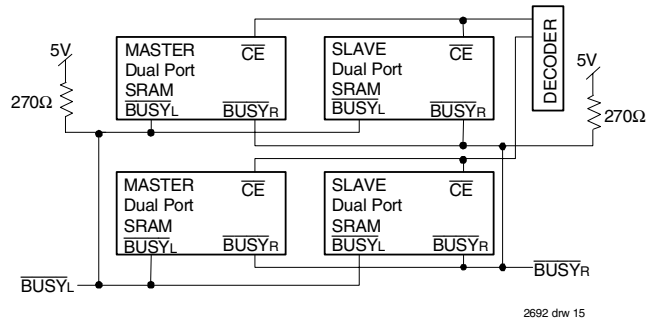 5V
270Ω
MASTER
Dual Port
SRAM
BUSYL
CE
BUSYR
SLAVE
Dual Port
SRAM
BUSYL
CE
BUSYR
DECODER
5V
270Ω
MASTER
Dual Port
SRAM
BUSYL
CE
BUSYR
SLAVE
Dual Port
SRAM
BUSYL
CE
BUSYR
BUSYL
BUSYR
2692 drw 15